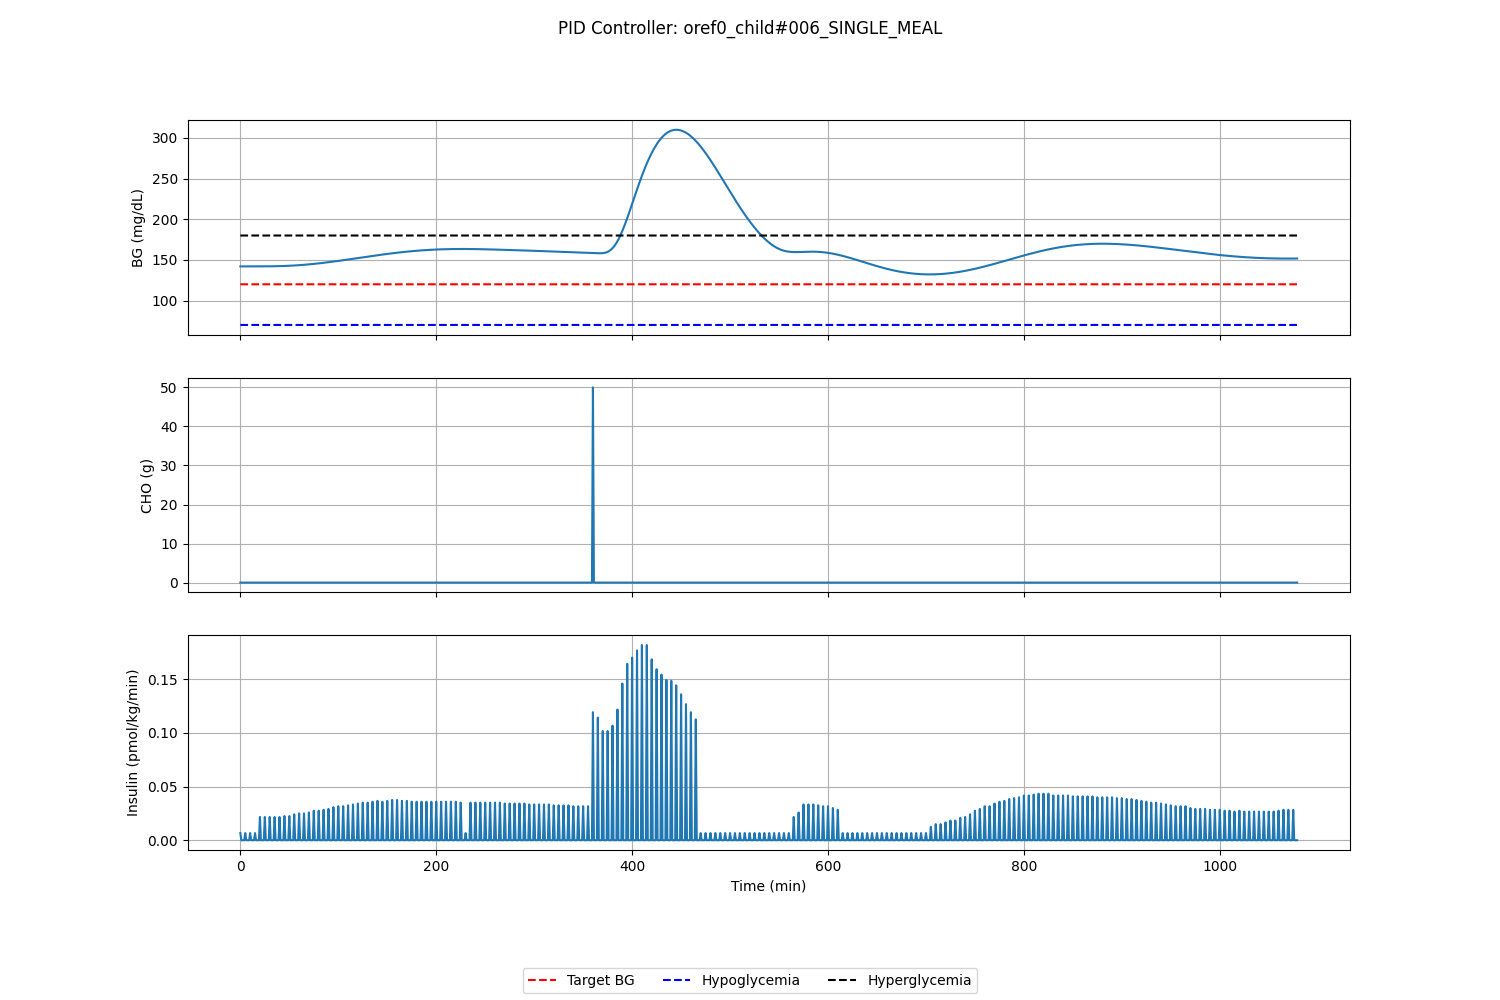 PID Controller: oref0_child#006_SINGLE_MEAL
300
250
200
150
100
BG (mg/dL)
50
40
30
20
10
0
CHO (g)
0.15
0.10
0.05
0.00
Insulin (pmol/kg/min)
0 200 400 600 800 1000
Time (min)
Target BG Hypoglycemia Hyperglycemia